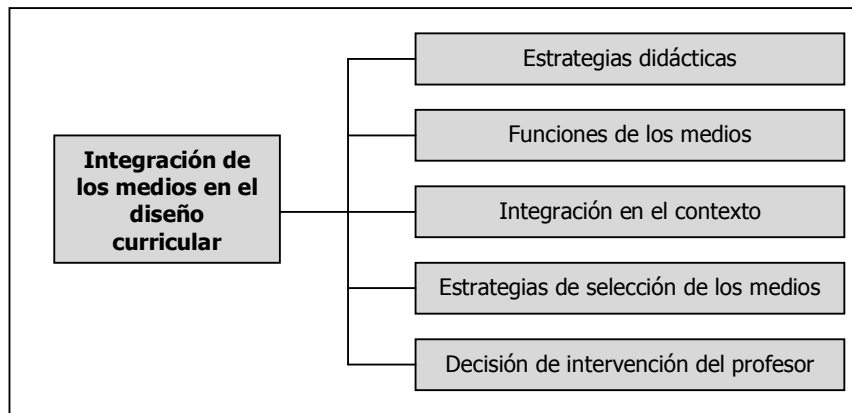 Integración de
los medios en el
diseño
curricular
Estrategias didácticas
Funciones de los medios
Integración en el contexto
Estrategias de selección de los medios
Decisión de intervención del profesor